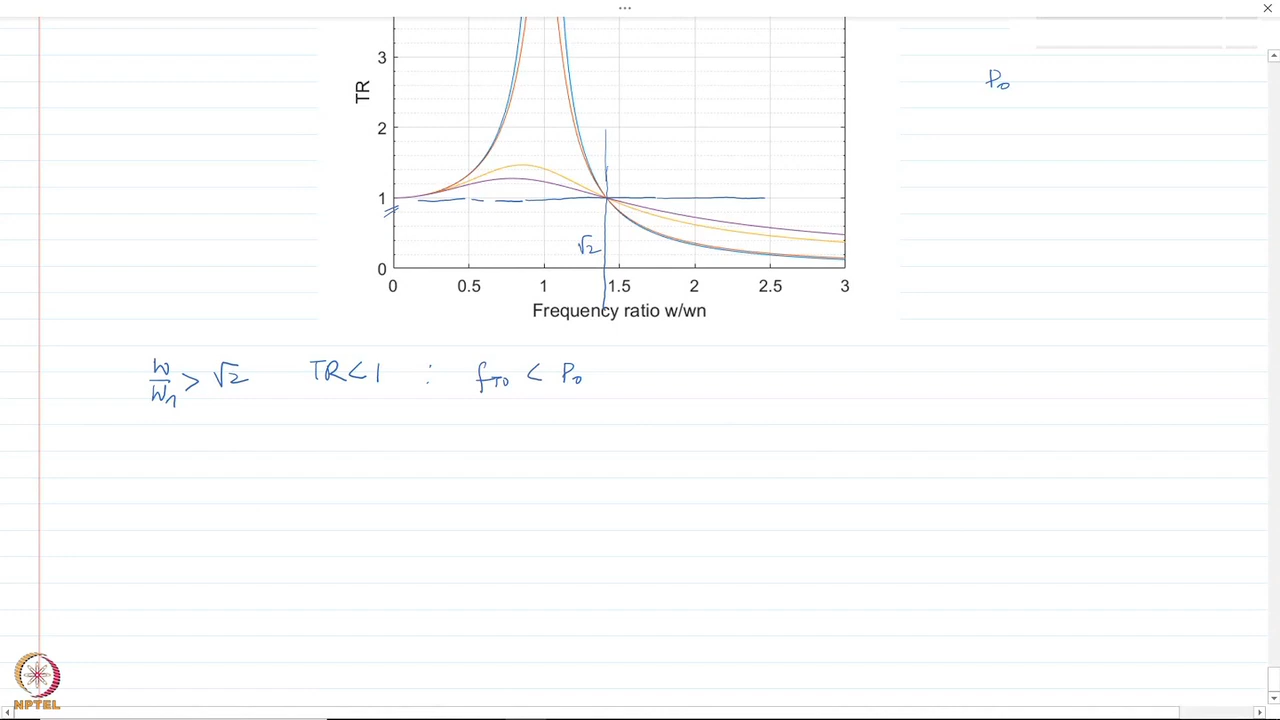 P₀
3
TR
2
1
√2
0
0 0.5 1 1.5 2 2.5 3
Frequency ratio w/wn
w/wn > √2 TR < 1 : fT0 < P₀
NPTEL